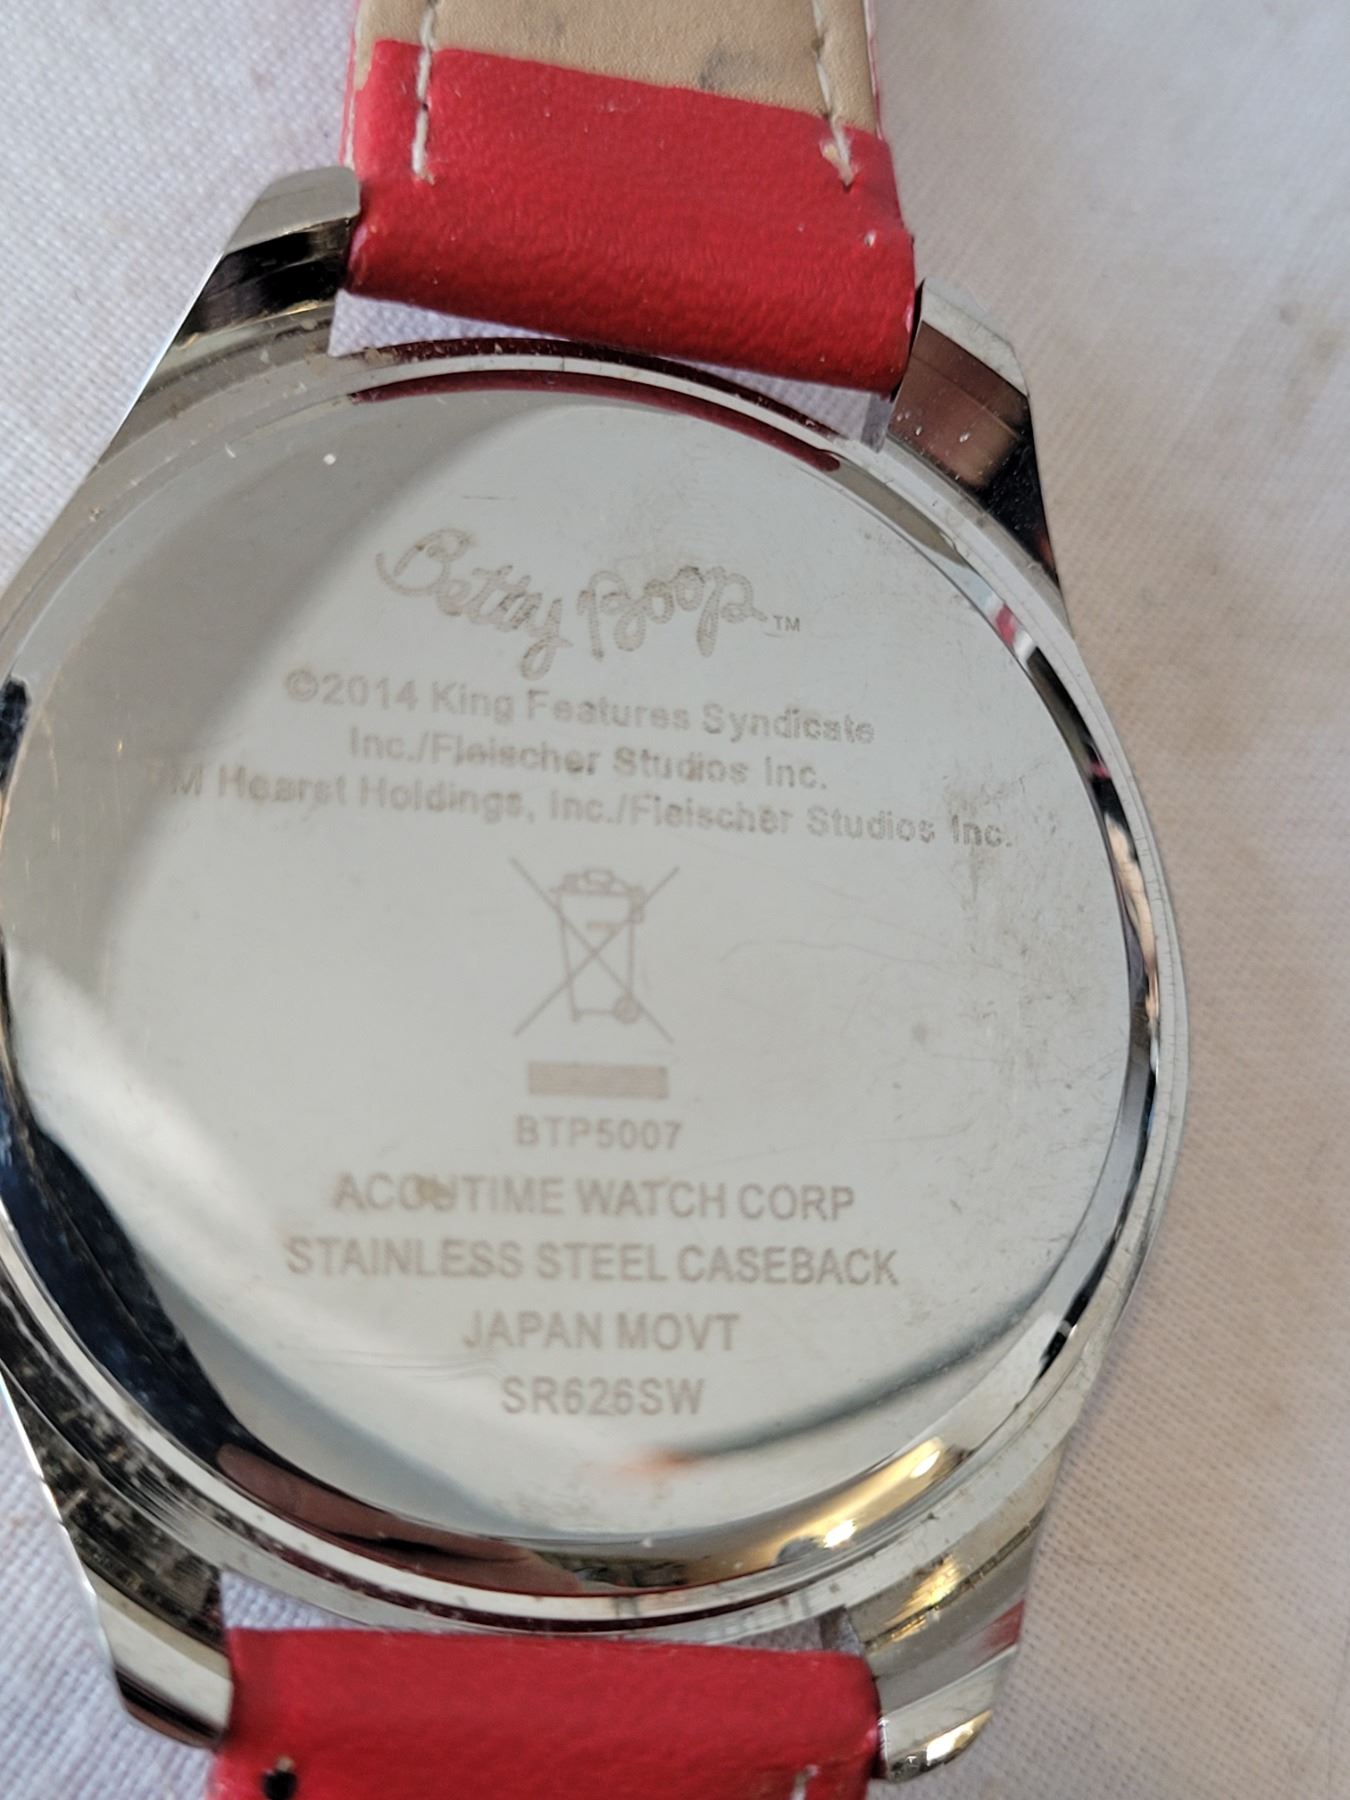 Betty Boop™
©2014 King Features Syndicate
Inc./Fleischer Studios Inc.
TM Hearst Holdings, Inc./Fleischer Studios Inc.
BTP5007
ACCUTIME WATCH CORP
STAINLESS STEEL CASEBACK
JAPAN MOVT
SR626SW